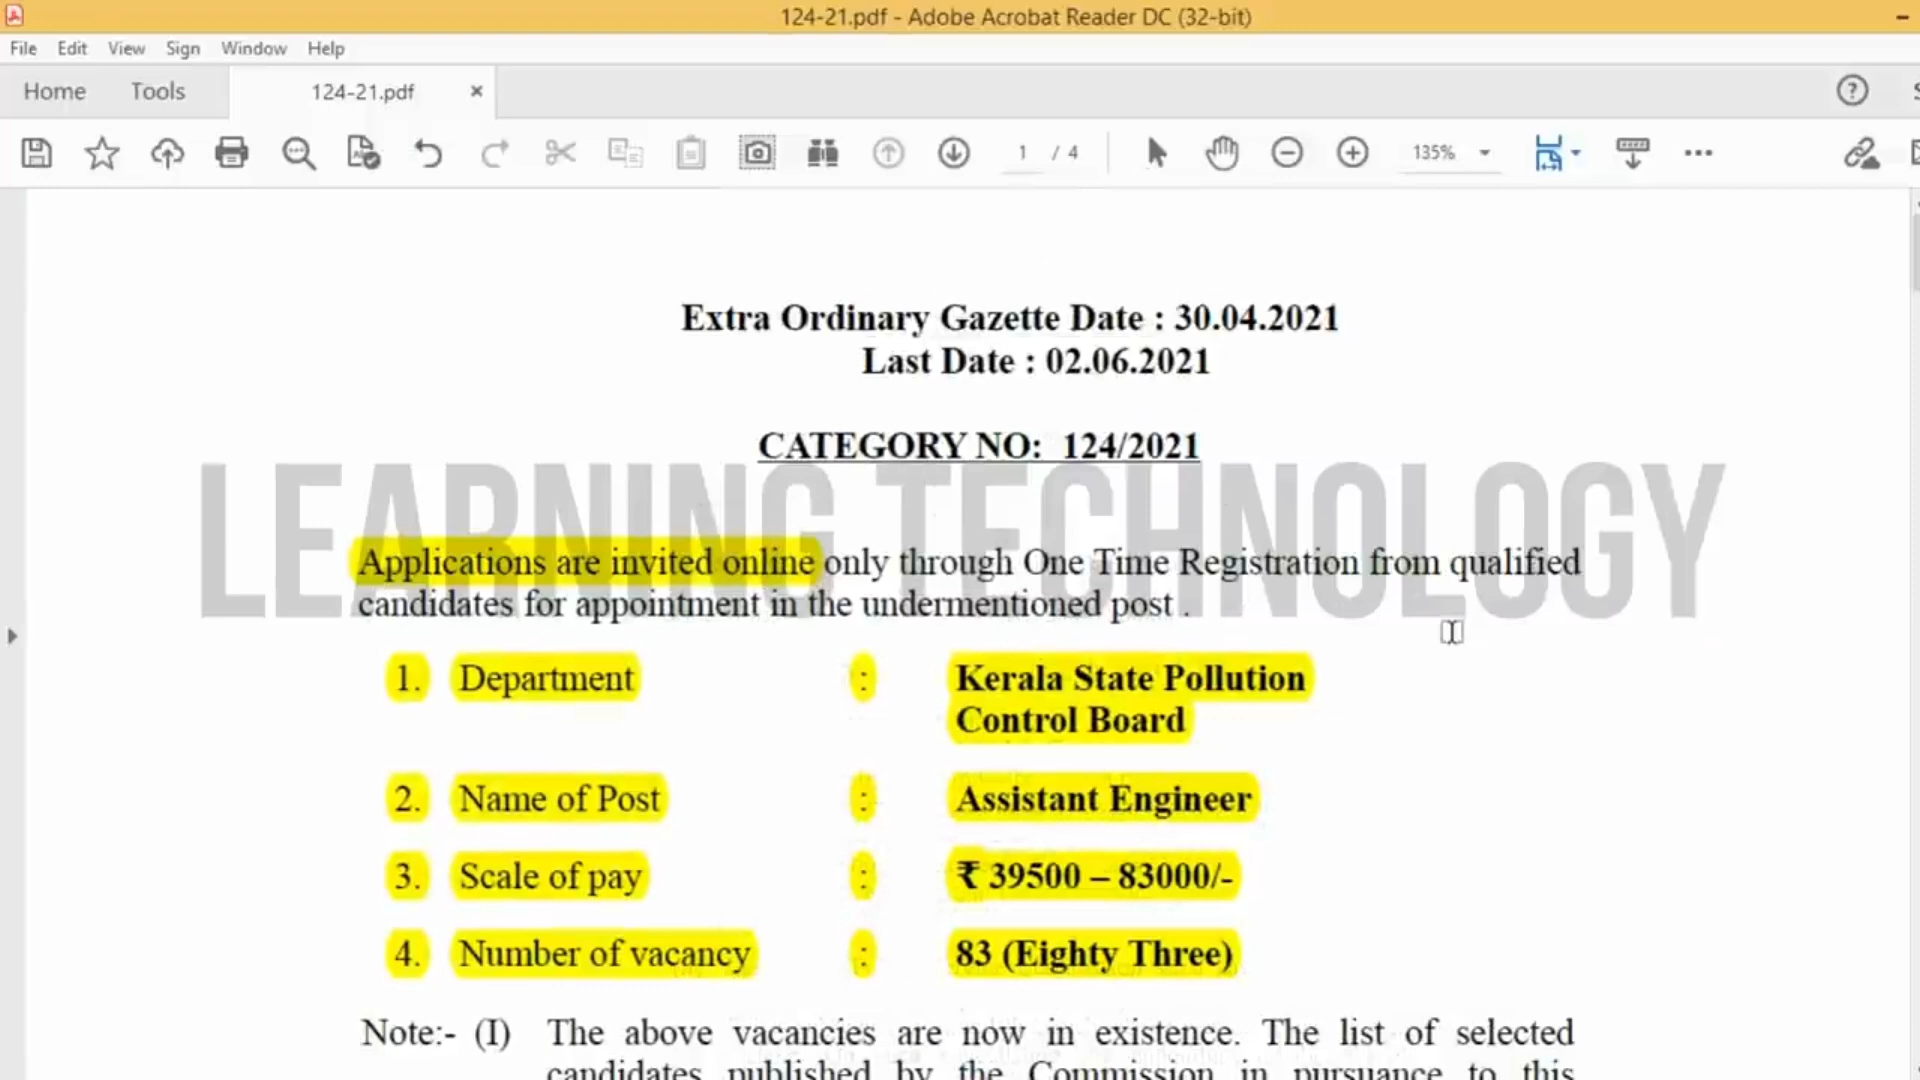 124-21.pdf - Adobe Acrobat Reader DC (32-bit)
File Edit View Sign Window Help
Home Tools 124-21.pdf
1 / 4 135%
Extra Ordinary Gazette Date : 30.04.2021
Last Date : 02.06.2021
CATEGORY NO: 124/2021
LEARNING TECHNOLOGY
Applications are invited online only through One Time Registration from qualified
candidates for appointment in the undermentioned post .
1. Department : Kerala State Pollution
Control Board
2. Name of Post : Assistant Engineer
3. Scale of pay : ₹ 39500 – 83000/-
4. Number of vacancy : 83 (Eighty Three)
Note:- (I) The above vacancies are now in existence. The list of selected
candidates published by the Commission in pursuance to this